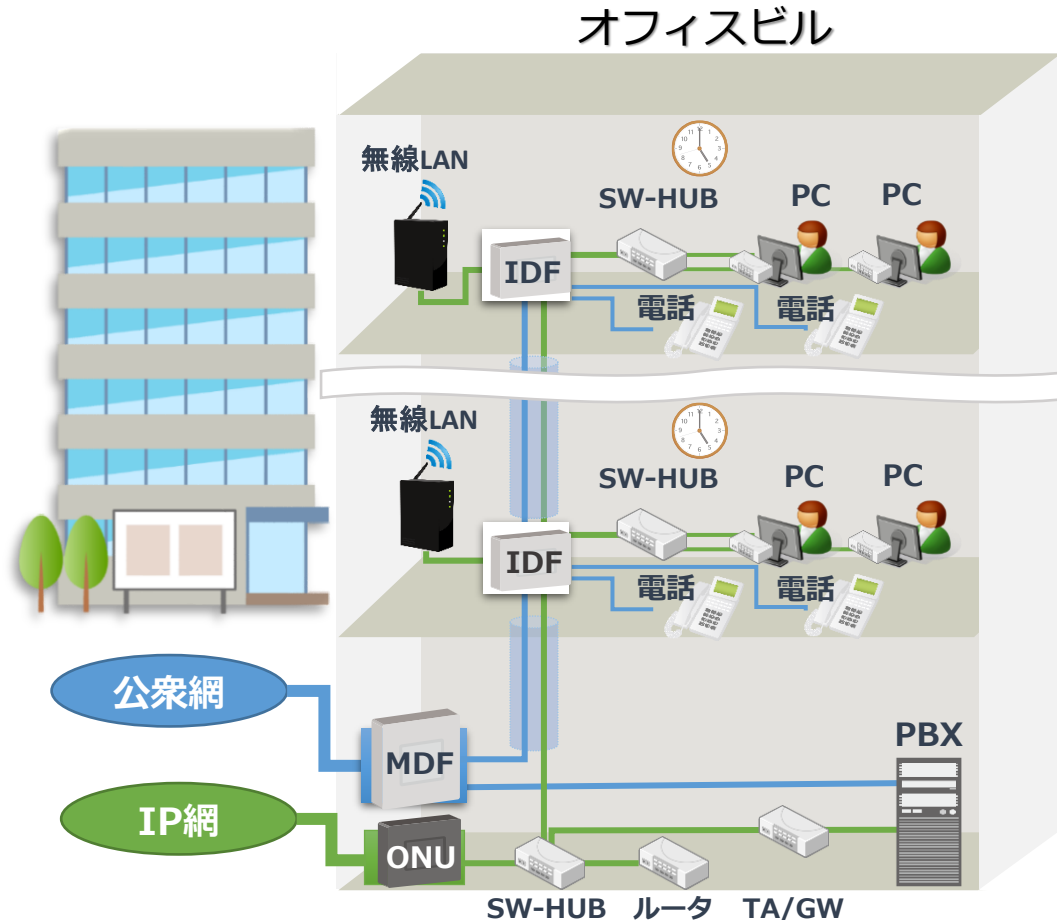 オフィスビル
無線LAN
SW-HUB
PC
PC
IDF
電話
電話
無線LAN
SW-HUB
PC
PC
IDF
電話
電話
公衆網
MDF
PBX
IP網
ONU
SW-HUB
ルータ
TA/GW